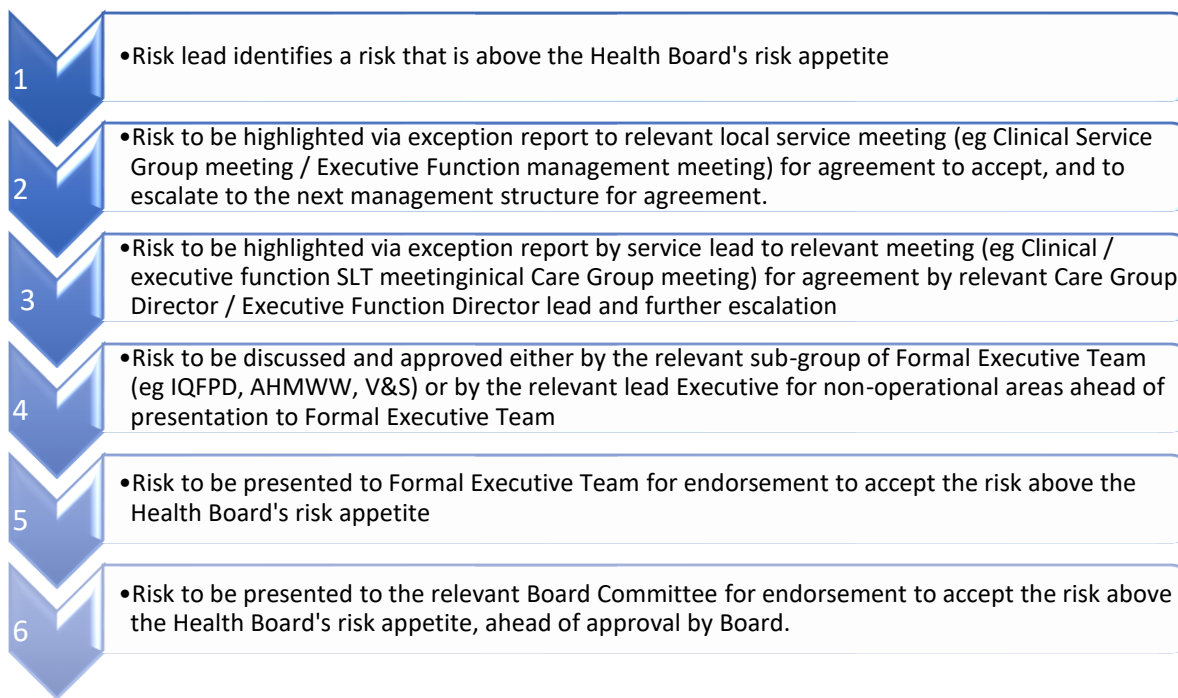 1
•Risk lead identifies a risk that is above the Health Board's risk appetite
2
•Risk to be highlighted via exception report to relevant local service meeting (eg Clinical Service
Group meeting / Executive Function management meeting) for agreement to accept, and to
escalate to the next management structure for agreement.
3
•Risk to be highlighted via exception report by service lead to relevant meeting (eg Clinical /
executive function SLT meetinginical Care Group meeting) for agreement by relevant Care Group
Director / Executive Function Director lead and further escalation
4
•Risk to be discussed and approved either by the relevant sub-group of Formal Executive Team
(eg IQFPD, AHMWW, V&S) or by the relevant lead Executive for non-operational areas ahead of
presentation to Formal Executive Team
5
•Risk to be presented to Formal Executive Team for endorsement to accept the risk above the
Health Board's risk appetite
6
•Risk to be presented to the relevant Board Committee for endorsement to accept the risk above
the Health Board's risk appetite, ahead of approval by Board.